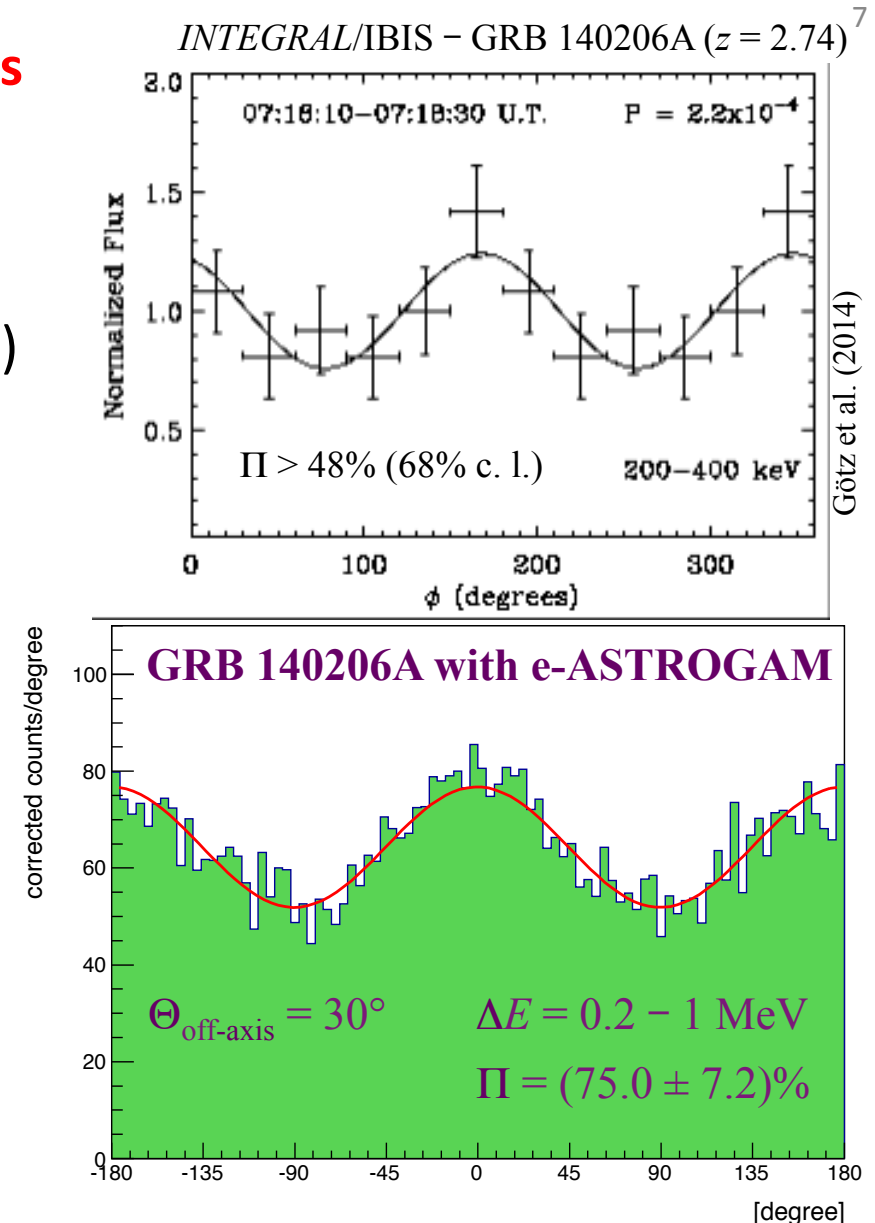 7
s
)
INTEGRAL/IBIS − GRB 140206A (z = 2.74)
07:18:10−07:18:30 U.T. P = 2.2x10⁻⁴
2.0
1.5
1.0
0.5
Normalized Flux
Π > 48% (68% c. l.)
200−400 keV
0 100 200 300
ϕ (degrees)
Götz et al. (2014)
GRB 140206A with e-ASTROGAM
corrected counts/degree
100
80
60
40
20
0
Θoff-axis = 30° ΔE = 0.2 − 1 MeV
Π = (75.0 ± 7.2)%
-180 -135 -90 -45 0 45 90 135 180
[degree]